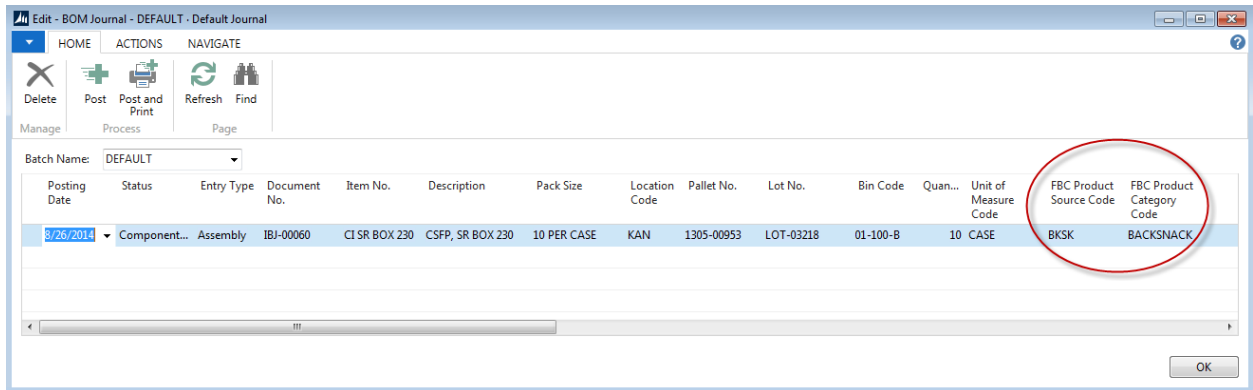 Edit - BOM Journal - DEFAULT · Default Journal
HOME ACTIONS NAVIGATE
Delete Post Post and Print Refresh Find
Manage Process Page
Batch Name: DEFAULT
Posting Date Status Entry Type Document No. Item No. Description Pack Size Location Code Pallet No. Lot No. Bin Code Quan... Unit of Measure Code FBC Product Source Code FBC Product Category Code
8/26/2014 Component... Assembly IBJ-00060 CI SR BOX 230 CSFP, SR BOX 230 10 PER CASE KAN 1305-00953 LOT-03218 01-100-B 10 CASE BKSK BACKSNACK
OK